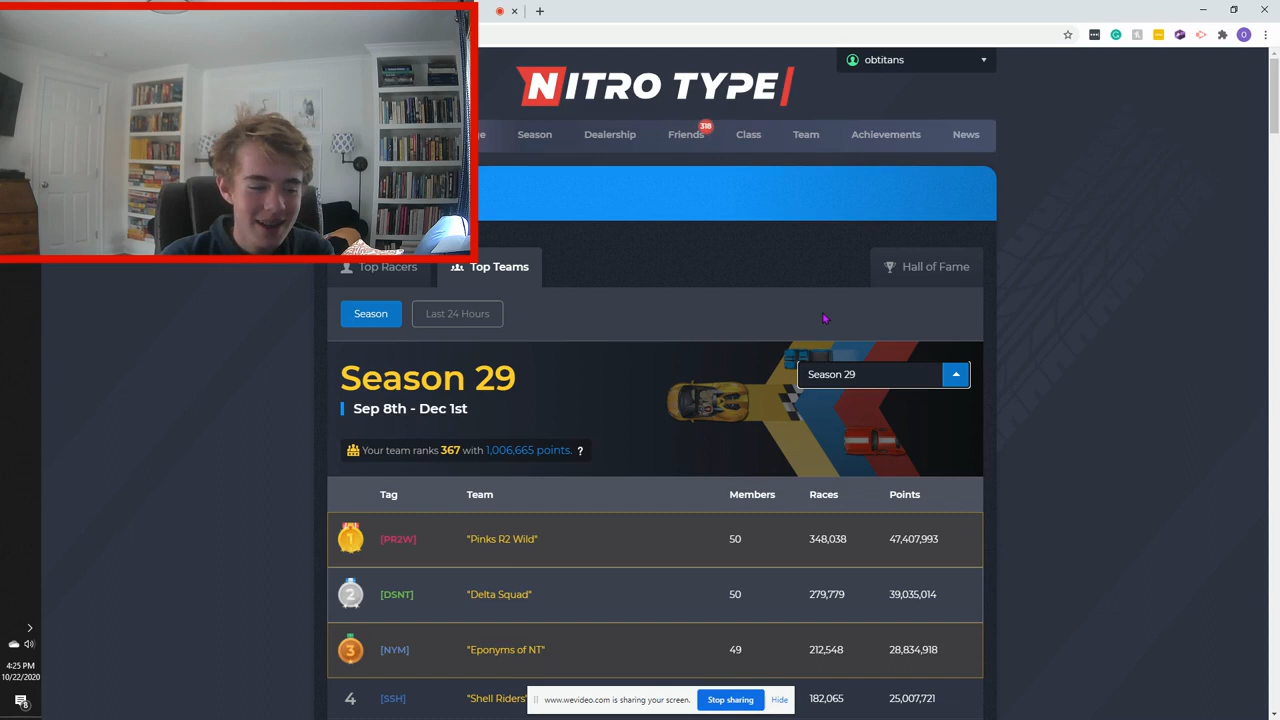 obtitans
NITRO TYPE
Season Dealership Friends 318 Class Team Achievements News
Top Racers Top Teams Hall of Fame
Season Last 24 Hours
Season 29
Season 29
Sep 8th - Dec 1st
Your team ranks 367 with 1,006,665 points. ?
Tag Team Members Races Points
1 [PR2W] "Pinks R2 Wild" 50 348,038 47,407,993
2 [DSNT] "Delta Squad" 50 279,779 39,035,014
3 [NYM] "Eponyms of NT" 49 212,548 28,834,918
4 [SSH] "Shell Riders" 182,065 25,007,721
www.wevideo.com is sharing your screen. Stop sharing Hide
4:25 PM
10/22/2020
8